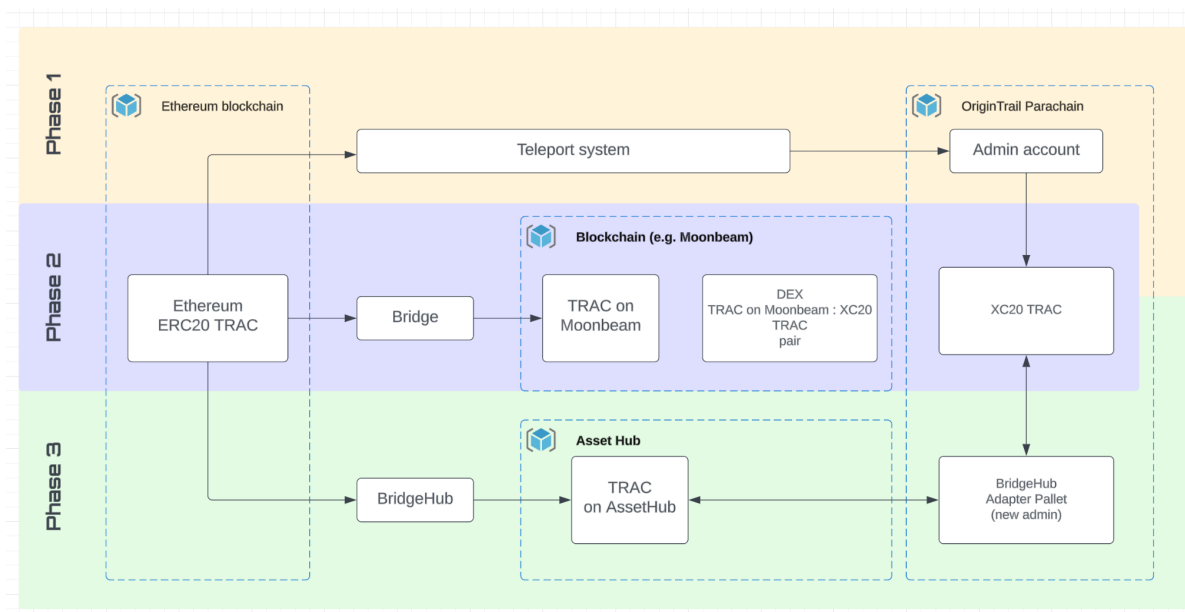 Phase 1
Ethereum blockchain
OriginTrail Parachain
Teleport system
Admin account
Phase 2
Blockchain (e.g. Moonbeam)
Ethereum
ERC20 TRAC
Bridge
TRAC on
Moonbeam
DEX
TRAC on Moonbeam : XC20
TRAC
pair
XC20 TRAC
Phase 3
Asset Hub
BridgeHub
TRAC
on AssetHub
BridgeHub
Adapter Pallet
(new admin)